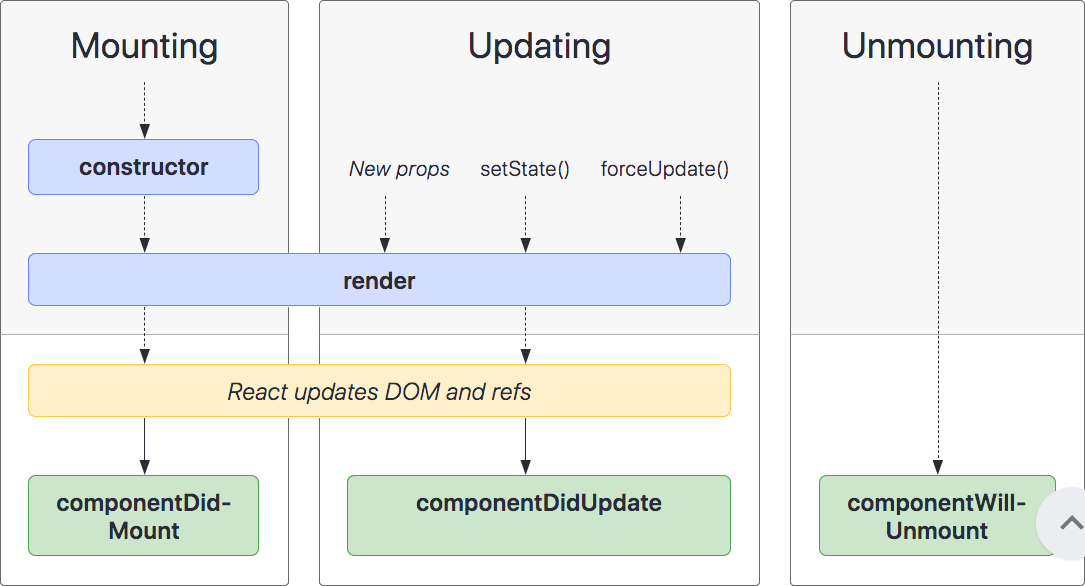 Mounting
Updating
Unmounting
constructor
New props
setState()
forceUpdate()
render
React updates DOM and refs
componentDid-
Mount
componentDidUpdate
componentWill-
Unmount